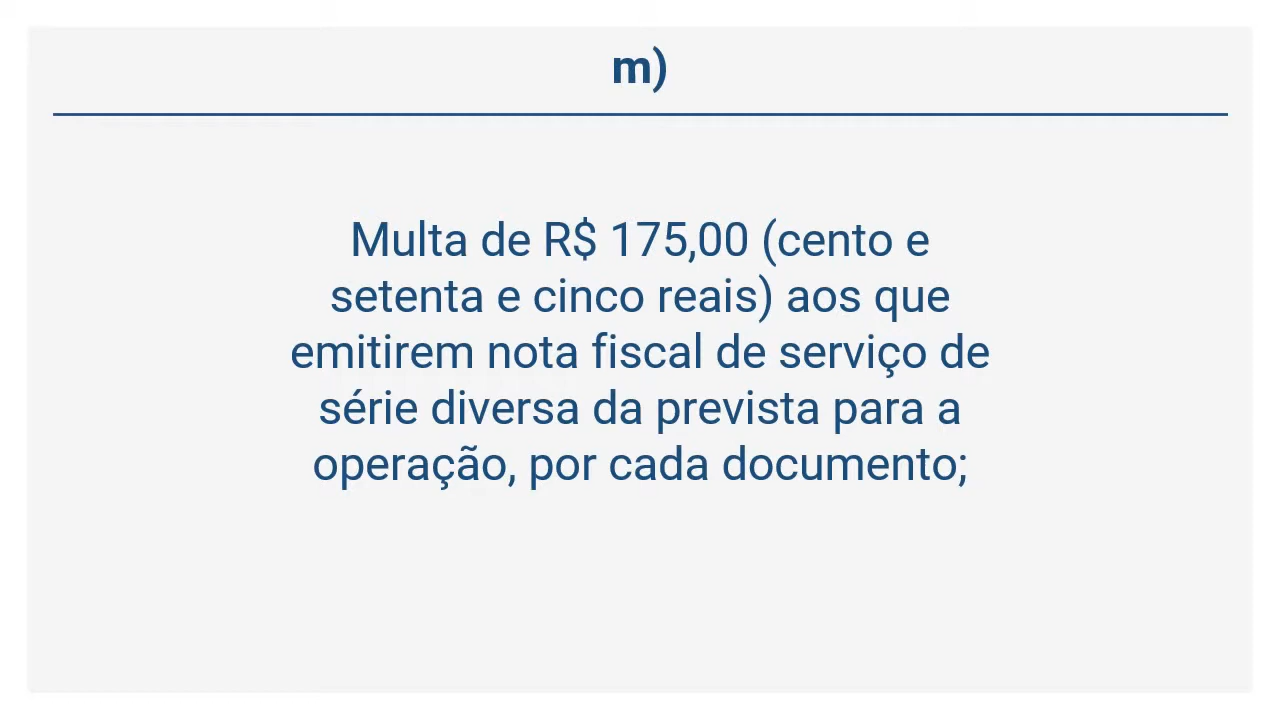 m)
Multa de R$ 175,00 (cento e
setenta e cinco reais) aos que
emitirem nota fiscal de serviço de
série diversa da prevista para a
operação, por cada documento;